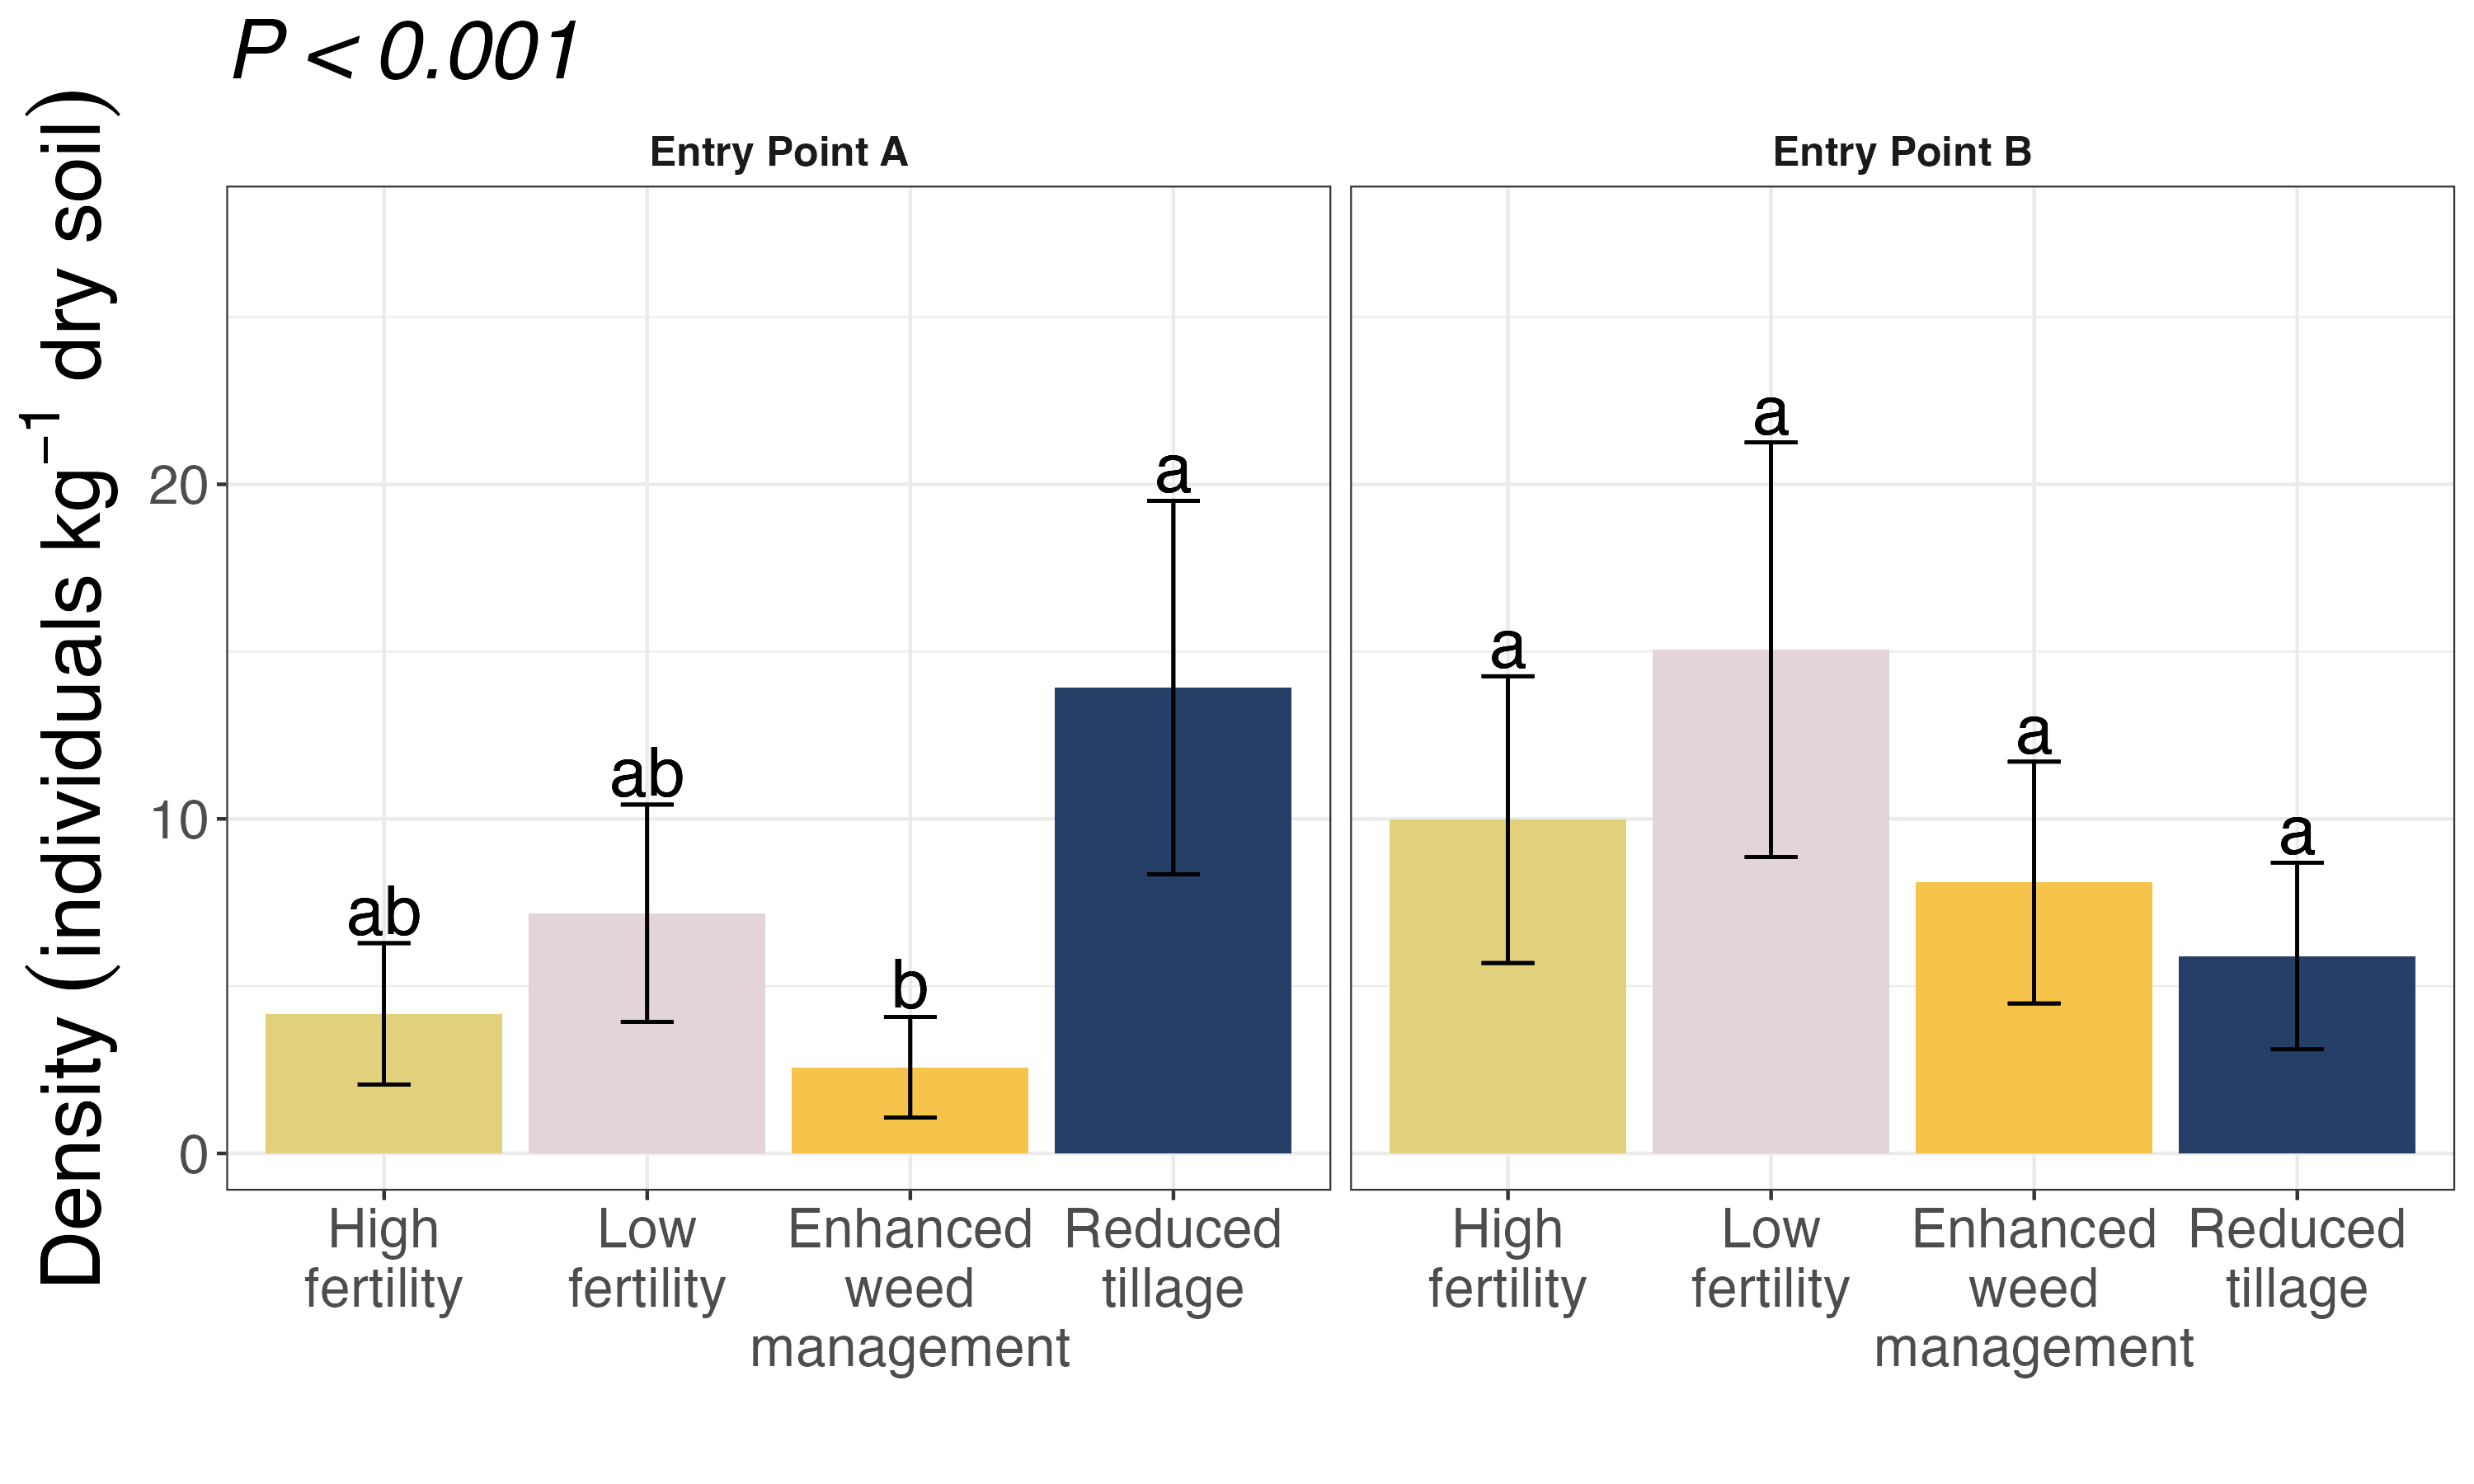 P < 0.001
Density (individuals kg⁻¹ dry soil)
Entry Point A
Entry Point B
20
10
0
ab
ab
b
a
a
a
a
a
High
fertility
Low
fertility
Enhanced
weed
management
Reduced
tillage
High
fertility
Low
fertility
Enhanced
weed
management
Reduced
tillage